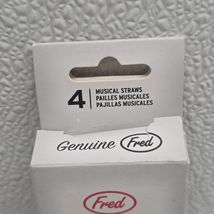 4
MUSICAL STRAWS
PAILLES MUSICALES
PAJILLAS MUSICALES
Genuine Fred
Fred